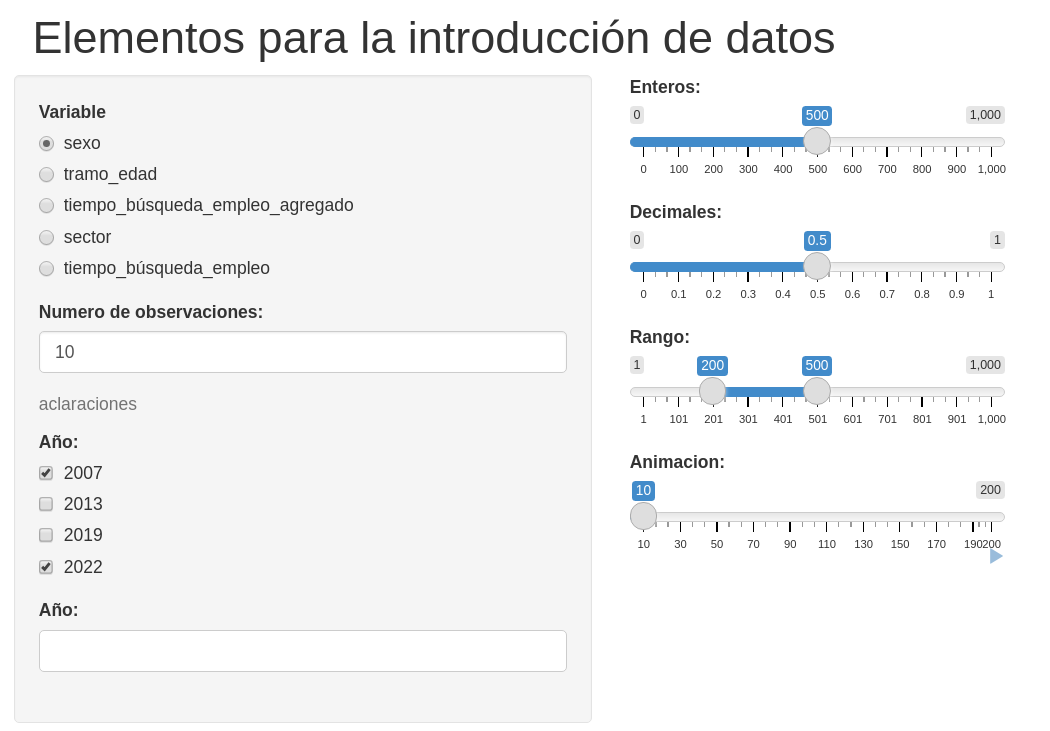 Elementos para la introducción de datos
Variable
sexo
tramo_edad
tiempo_búsqueda_empleo_agregado
sector
tiempo_búsqueda_empleo
Numero de observaciones:
10
aclaraciones
Año:
2007
2013
2019
2022
Año:
Enteros:
0 500 1,000
0 100 200 300 400 500 600 700 800 900 1,000
Decimales:
0 0.5 1
0 0.1 0.2 0.3 0.4 0.5 0.6 0.7 0.8 0.9 1
Rango:
1 200 500 1,000
1 101 201 301 401 501 601 701 801 901 1,000
Animacion:
10 200
10 30 50 70 90 110 130 150 170 190 200